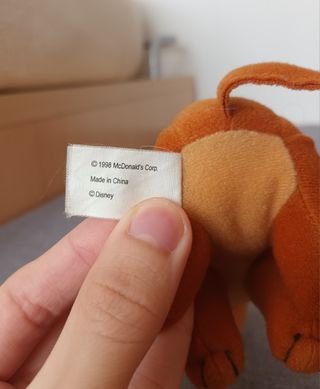 © 1998 McDonald's Corp.
Made in China
© Disney